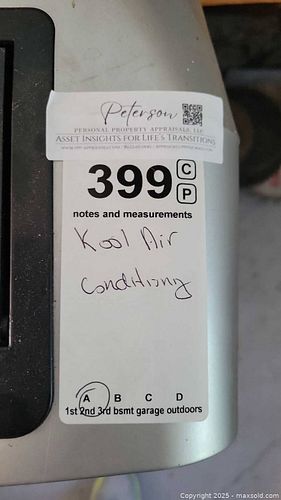 Peterson
PERSONAL PROPERTY APPRAISALS, LLC
ASSET INSIGHTS FOR LIFE'S TRANSITIONS
399 C
P
notes and measurements
Kool Air
Conditioning
A B C D
1st 2nd 3rd bsmt garage outdoors
Copyright 2025 - maxsold.com